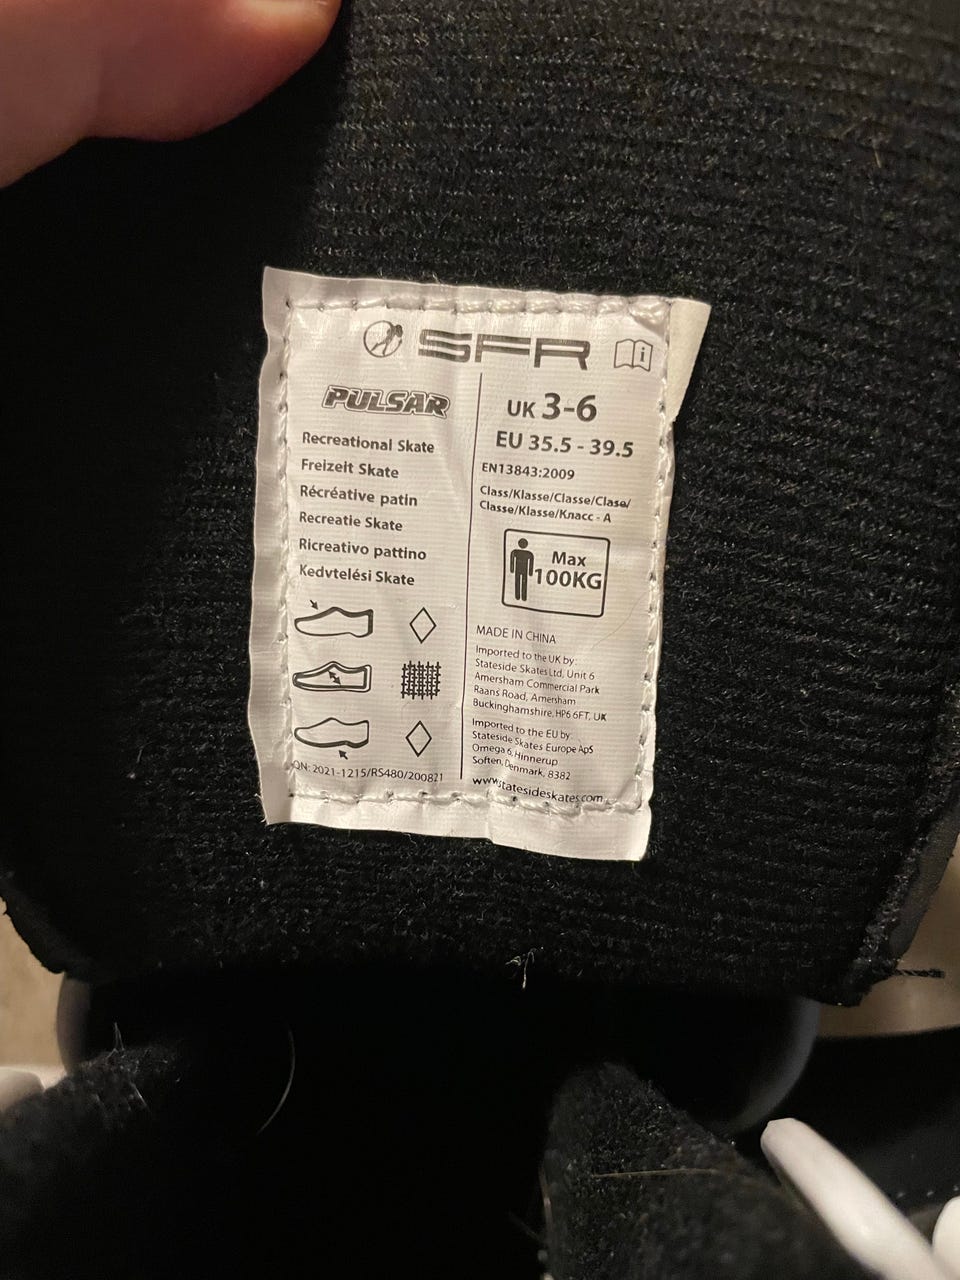 SFR
PULSAR
Recreational Skate
Freizeit Skate
Récréative patin
Recreatie Skate
Ricreativo pattino
Kedvtelési Skate
QN: 2021-1215/RS480/200821
UK 3-6
EU 35.5 - 39.5
EN13843:2009
Class/Klasse/Classe/Clase/
Classe/Klasse/Класс - A
Max
100KG
MADE IN CHINA
Imported to the UK by:
Stateside Skates Ltd, Unit 6
Amersham Commercial Park
Raans Road, Amersham
Buckinghamshire, HP6 6FT, UK
Imported to the EU by:
Stateside Skates Europe ApS
Omega 6, Hinnerup
Soften, Denmark, 8382
www.statesideskates.com